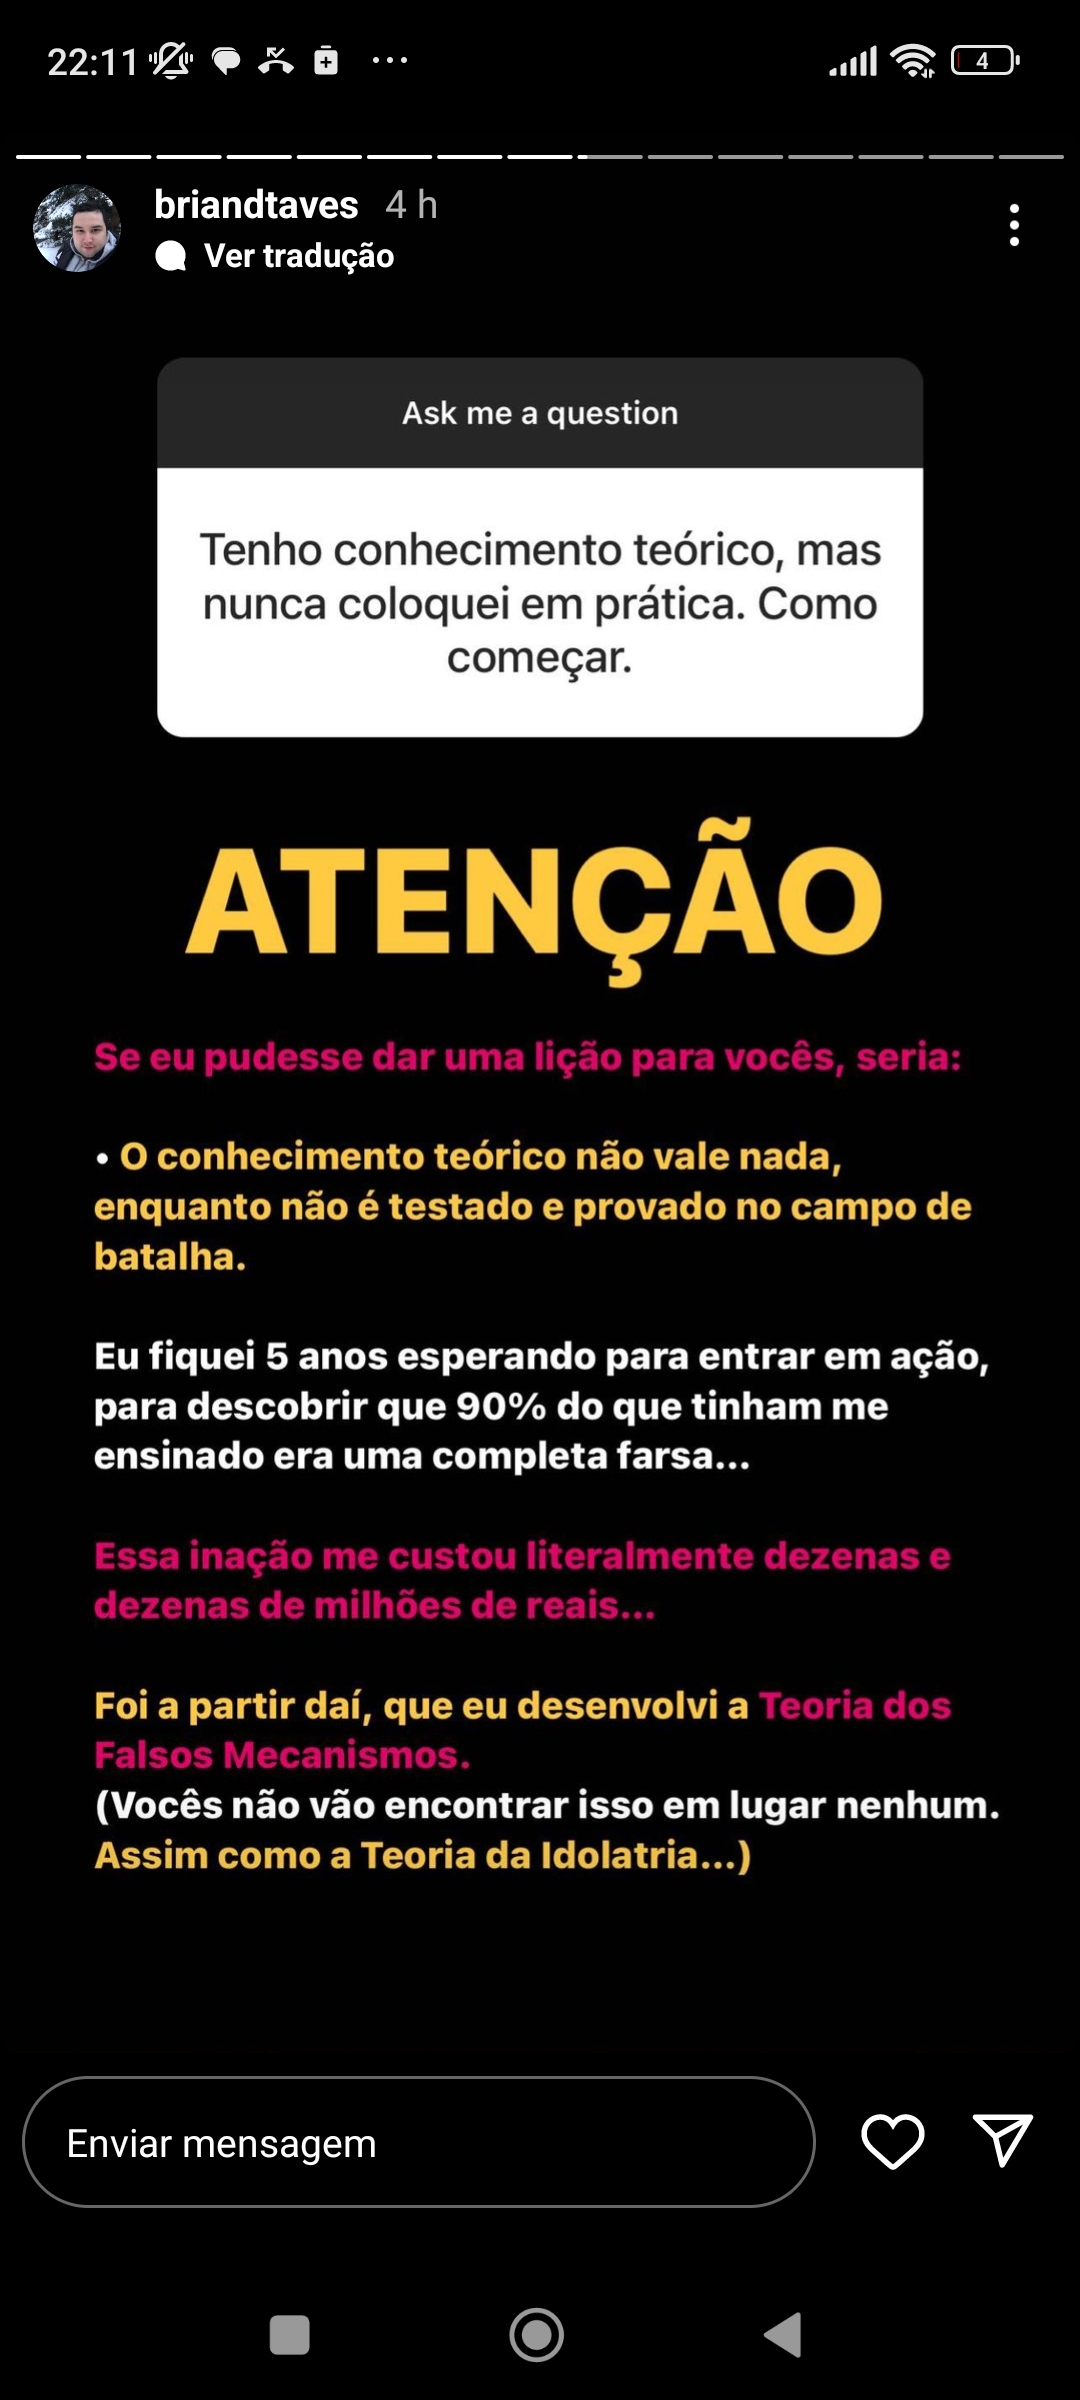 22:11
4
briandtaves 4 h
Ver tradução
Ask me a question
Tenho conhecimento teórico, mas
nunca coloquei em prática. Como
começar.
ATENÇÃO
Se eu pudesse dar uma lição para vocês, seria:
• O conhecimento teórico não vale nada,
enquanto não é testado e provado no campo de
batalha.
Eu fiquei 5 anos esperando para entrar em ação,
para descobrir que 90% do que tinham me
ensinado era uma completa farsa...
Essa inação me custou literalmente dezenas e
dezenas de milhões de reais...
Foi a partir daí, que eu desenvolvi a Teoria dos
Falsos Mecanismos.
(Vocês não vão encontrar isso em lugar nenhum.
Assim como a Teoria da Idolatria...)
Enviar mensagem